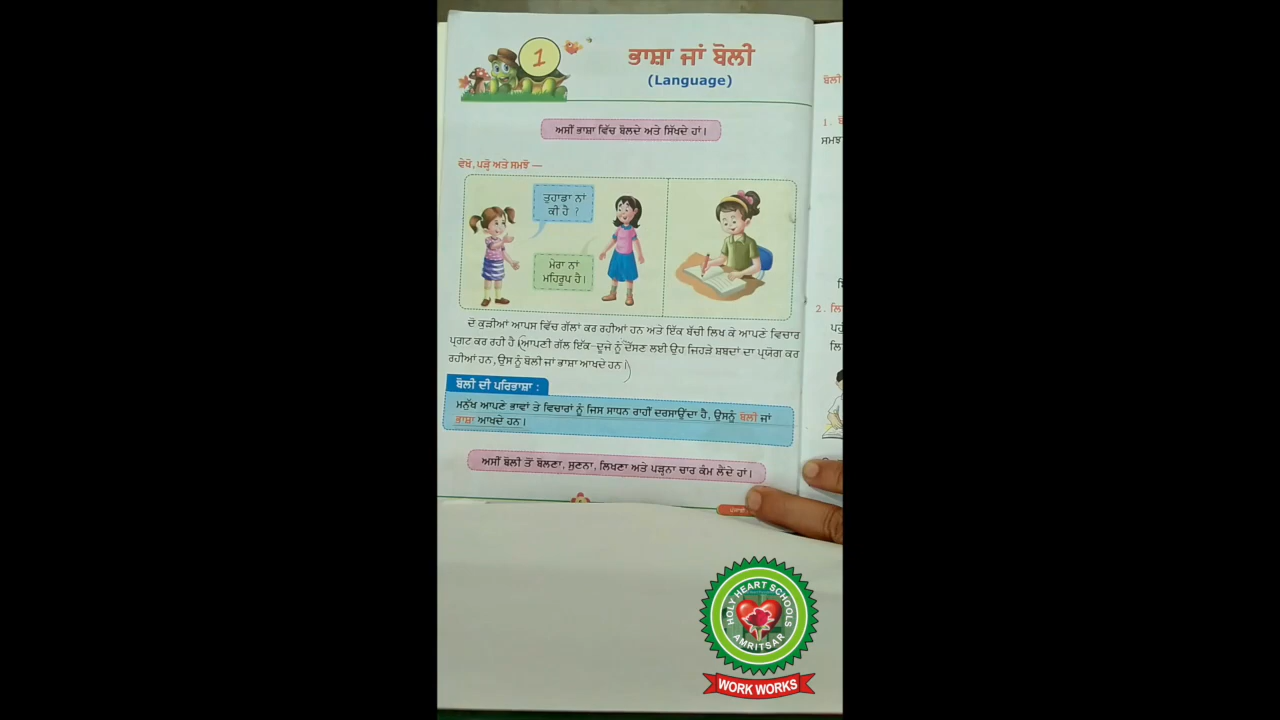 1
ਭਾਸ਼ਾ ਜਾਂ ਬੋਲੀ
(Language)
ਅਸੀਂ ਭਾਸ਼ਾ ਵਿੱਚ ਬੋਲਦੇ ਅਤੇ ਸਿੱਖਦੇ ਹਾਂ।
ਵੇਖੋ, ਪੜ੍ਹੋ ਅਤੇ ਸਮਝੋ —
ਤੁਹਾਡਾ ਨਾਂ
ਕੀ ਹੈ ?
ਮੇਰਾ ਨਾਂ
ਮਹਿਰੂਪ ਹੈ।
ਦੋ ਕੁੜੀਆਂ ਆਪਸ ਵਿੱਚ ਗੱਲਾਂ ਕਰ ਰਹੀਆਂ ਹਨ ਅਤੇ ਇੱਕ ਬੱਚੀ ਲਿਖ ਕੇ ਆਪਣੇ ਵਿਚਾਰ
ਪ੍ਰਗਟ ਕਰ ਰਹੀ ਹੈ। ਆਪਣੀ ਗੱਲ ਇੱਕ-ਦੂਜੇ ਨੂੰ ਦੱਸਣ ਲਈ ਉਹ ਜਿਹੜੇ ਸ਼ਬਦਾਂ ਦਾ ਪ੍ਰਯੋਗ ਕਰ
ਰਹੀਆਂ ਹਨ, ਉਸ ਨੂੰ ਬੋਲੀ ਜਾਂ ਭਾਸ਼ਾ ਆਖਦੇ ਹਨ।
ਬੋਲੀ ਦੀ ਪਰਿਭਾਸ਼ਾ :
ਮਨੁੱਖ ਆਪਣੇ ਭਾਵਾਂ ਤੇ ਵਿਚਾਰਾਂ ਨੂੰ ਜਿਸ ਸਾਧਨ ਰਾਹੀਂ ਦਰਸਾਉਂਦਾ ਹੈ, ਉਸਨੂੰ ਬੋਲੀ ਜਾਂ
ਭਾਸ਼ਾ ਆਖਦੇ ਹਨ।
ਅਸੀਂ ਬੋਲੀ ਤੋਂ ਬੋਲਣਾ, ਸੁਣਨਾ, ਲਿਖਣਾ ਅਤੇ ਪੜ੍ਹਨਾ ਚਾਰ ਕੰਮ ਲੈਂਦੇ ਹਾਂ।
1.
2.
HOLY HEART SCHOOLS
AMRITSAR
WORK WORKS